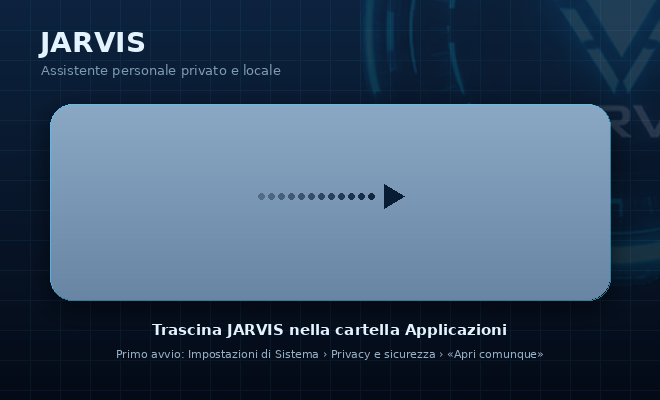 JARVIS
Assistente personale privato e locale
RV
Trascina JARVIS nella cartella Applicazioni
Primo avvio: Impostazioni di Sistema › Privacy e sicurezza › «Apri comunque»